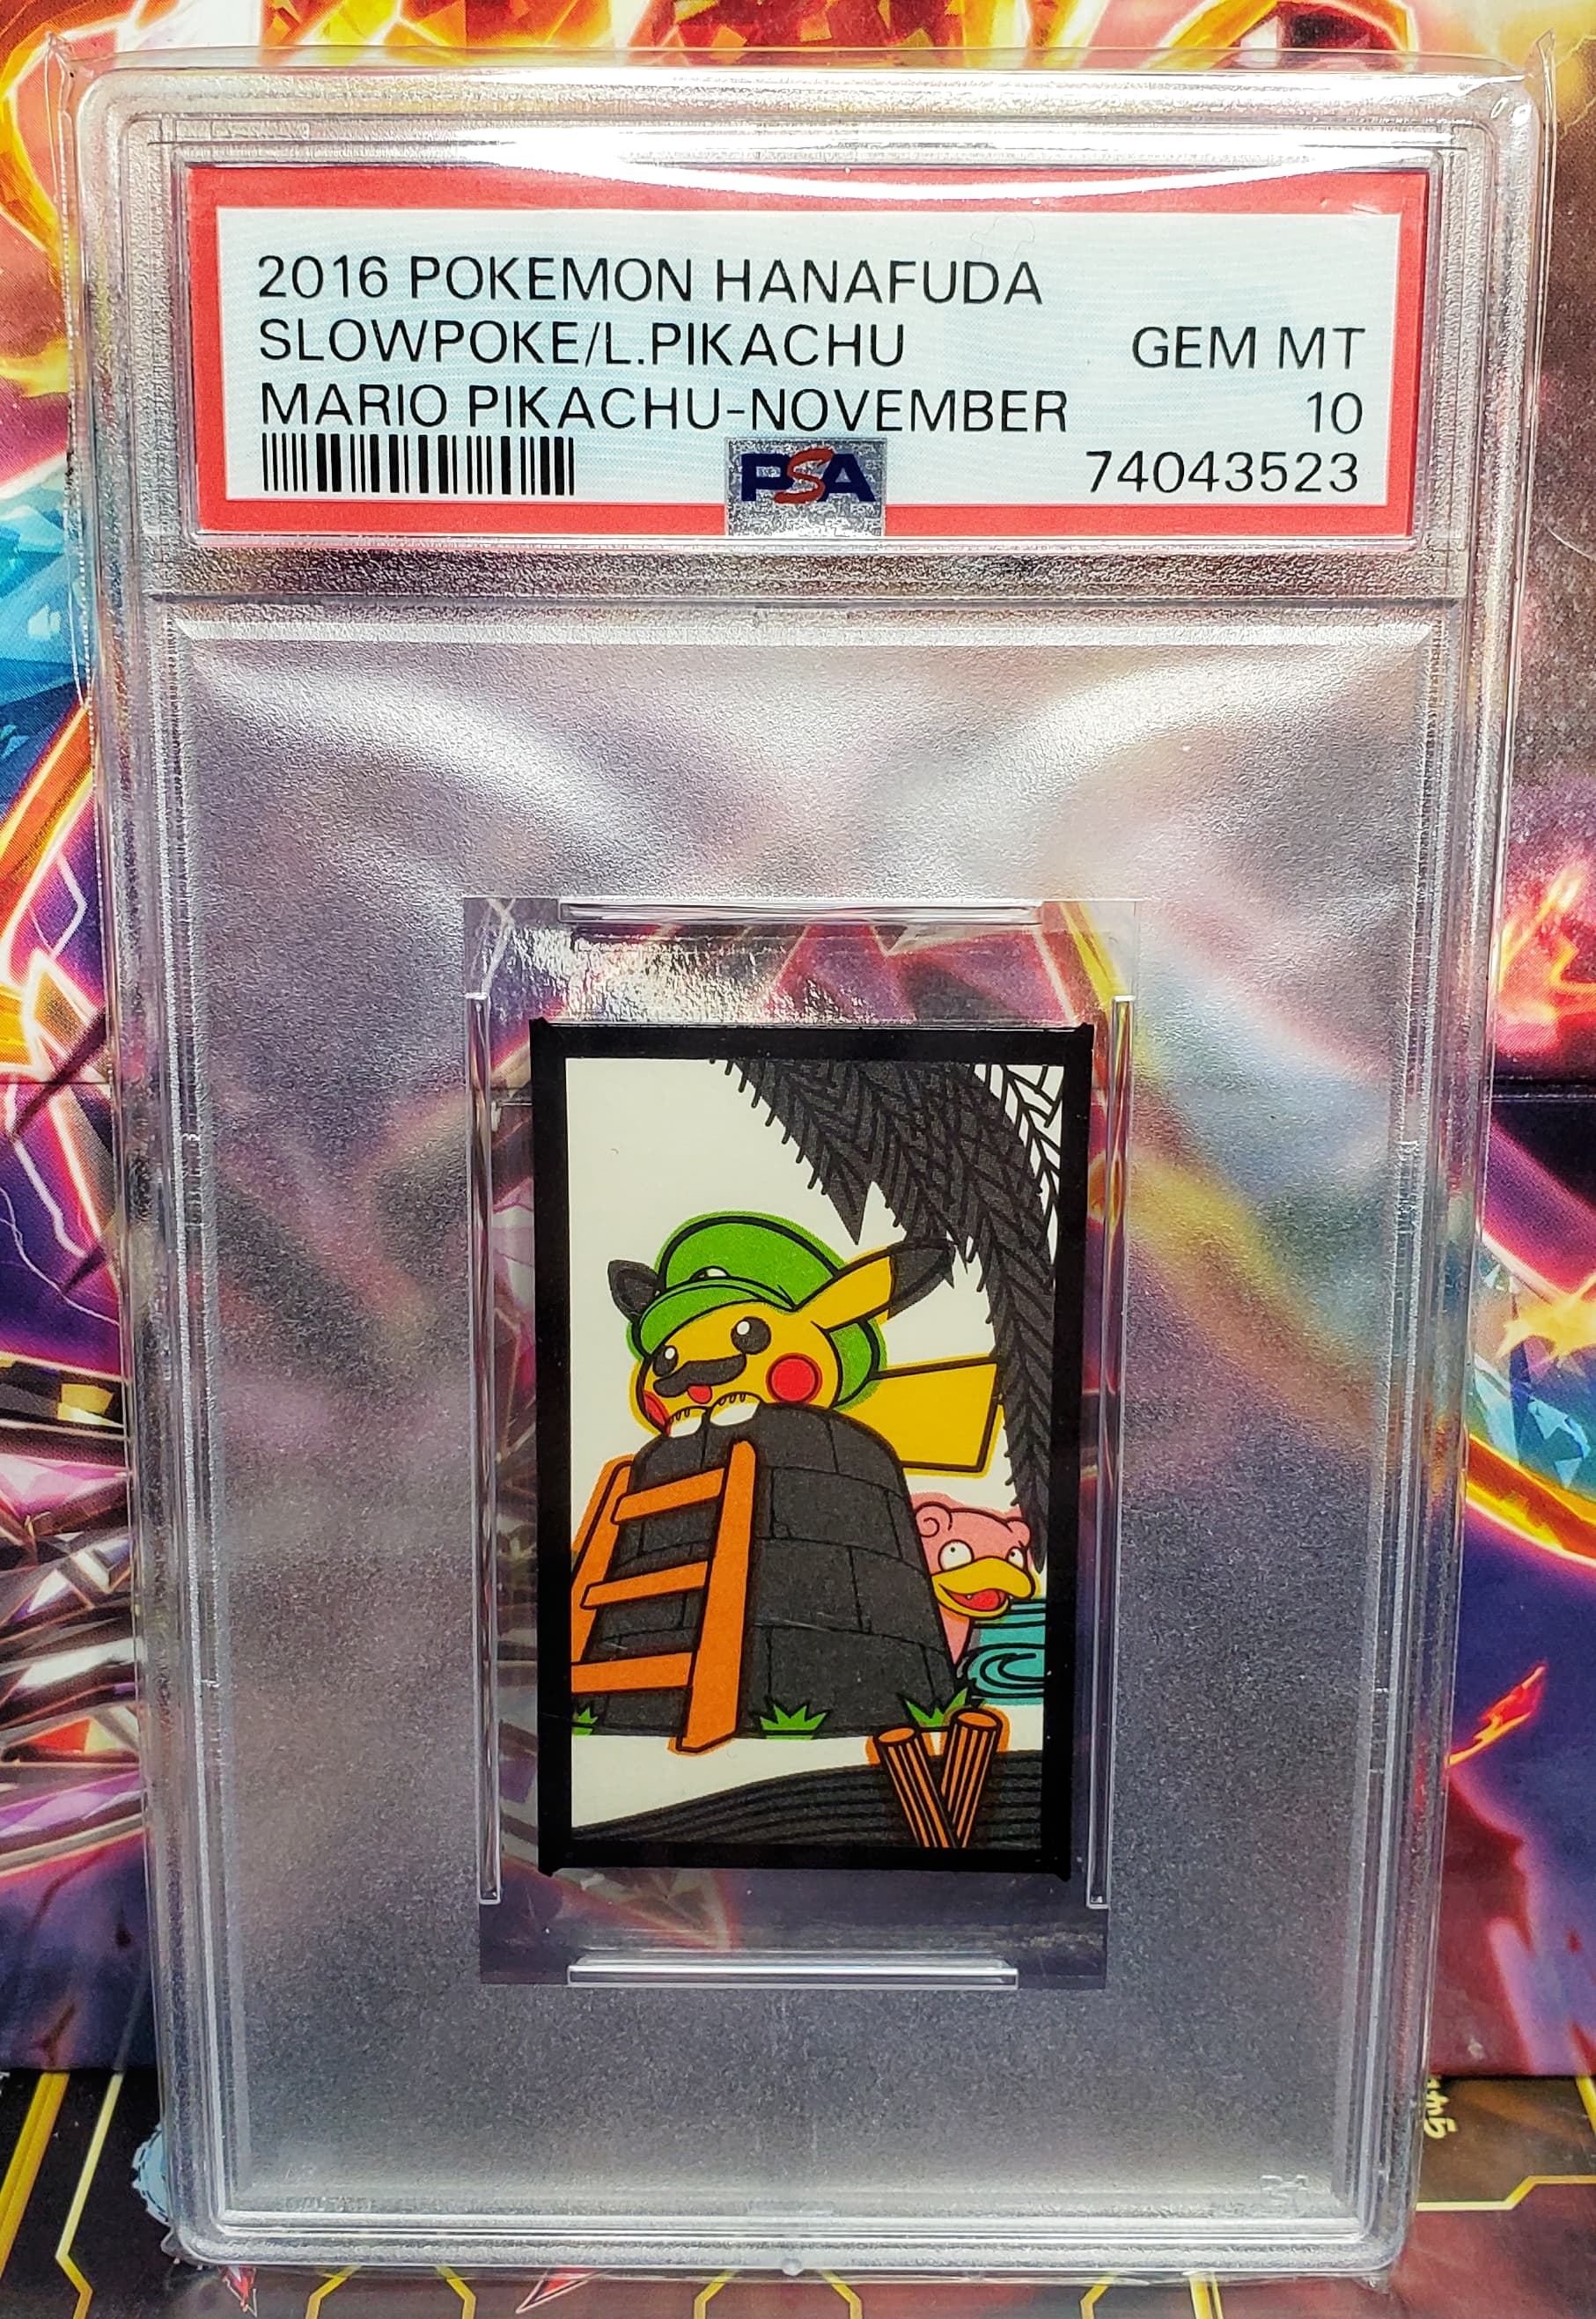 2016 POKEMON HANAFUDA
SLOWPOKE/L.PIKACHU GEM MT
MARIO PIKACHU-NOVEMBER 10
PSA 74043523